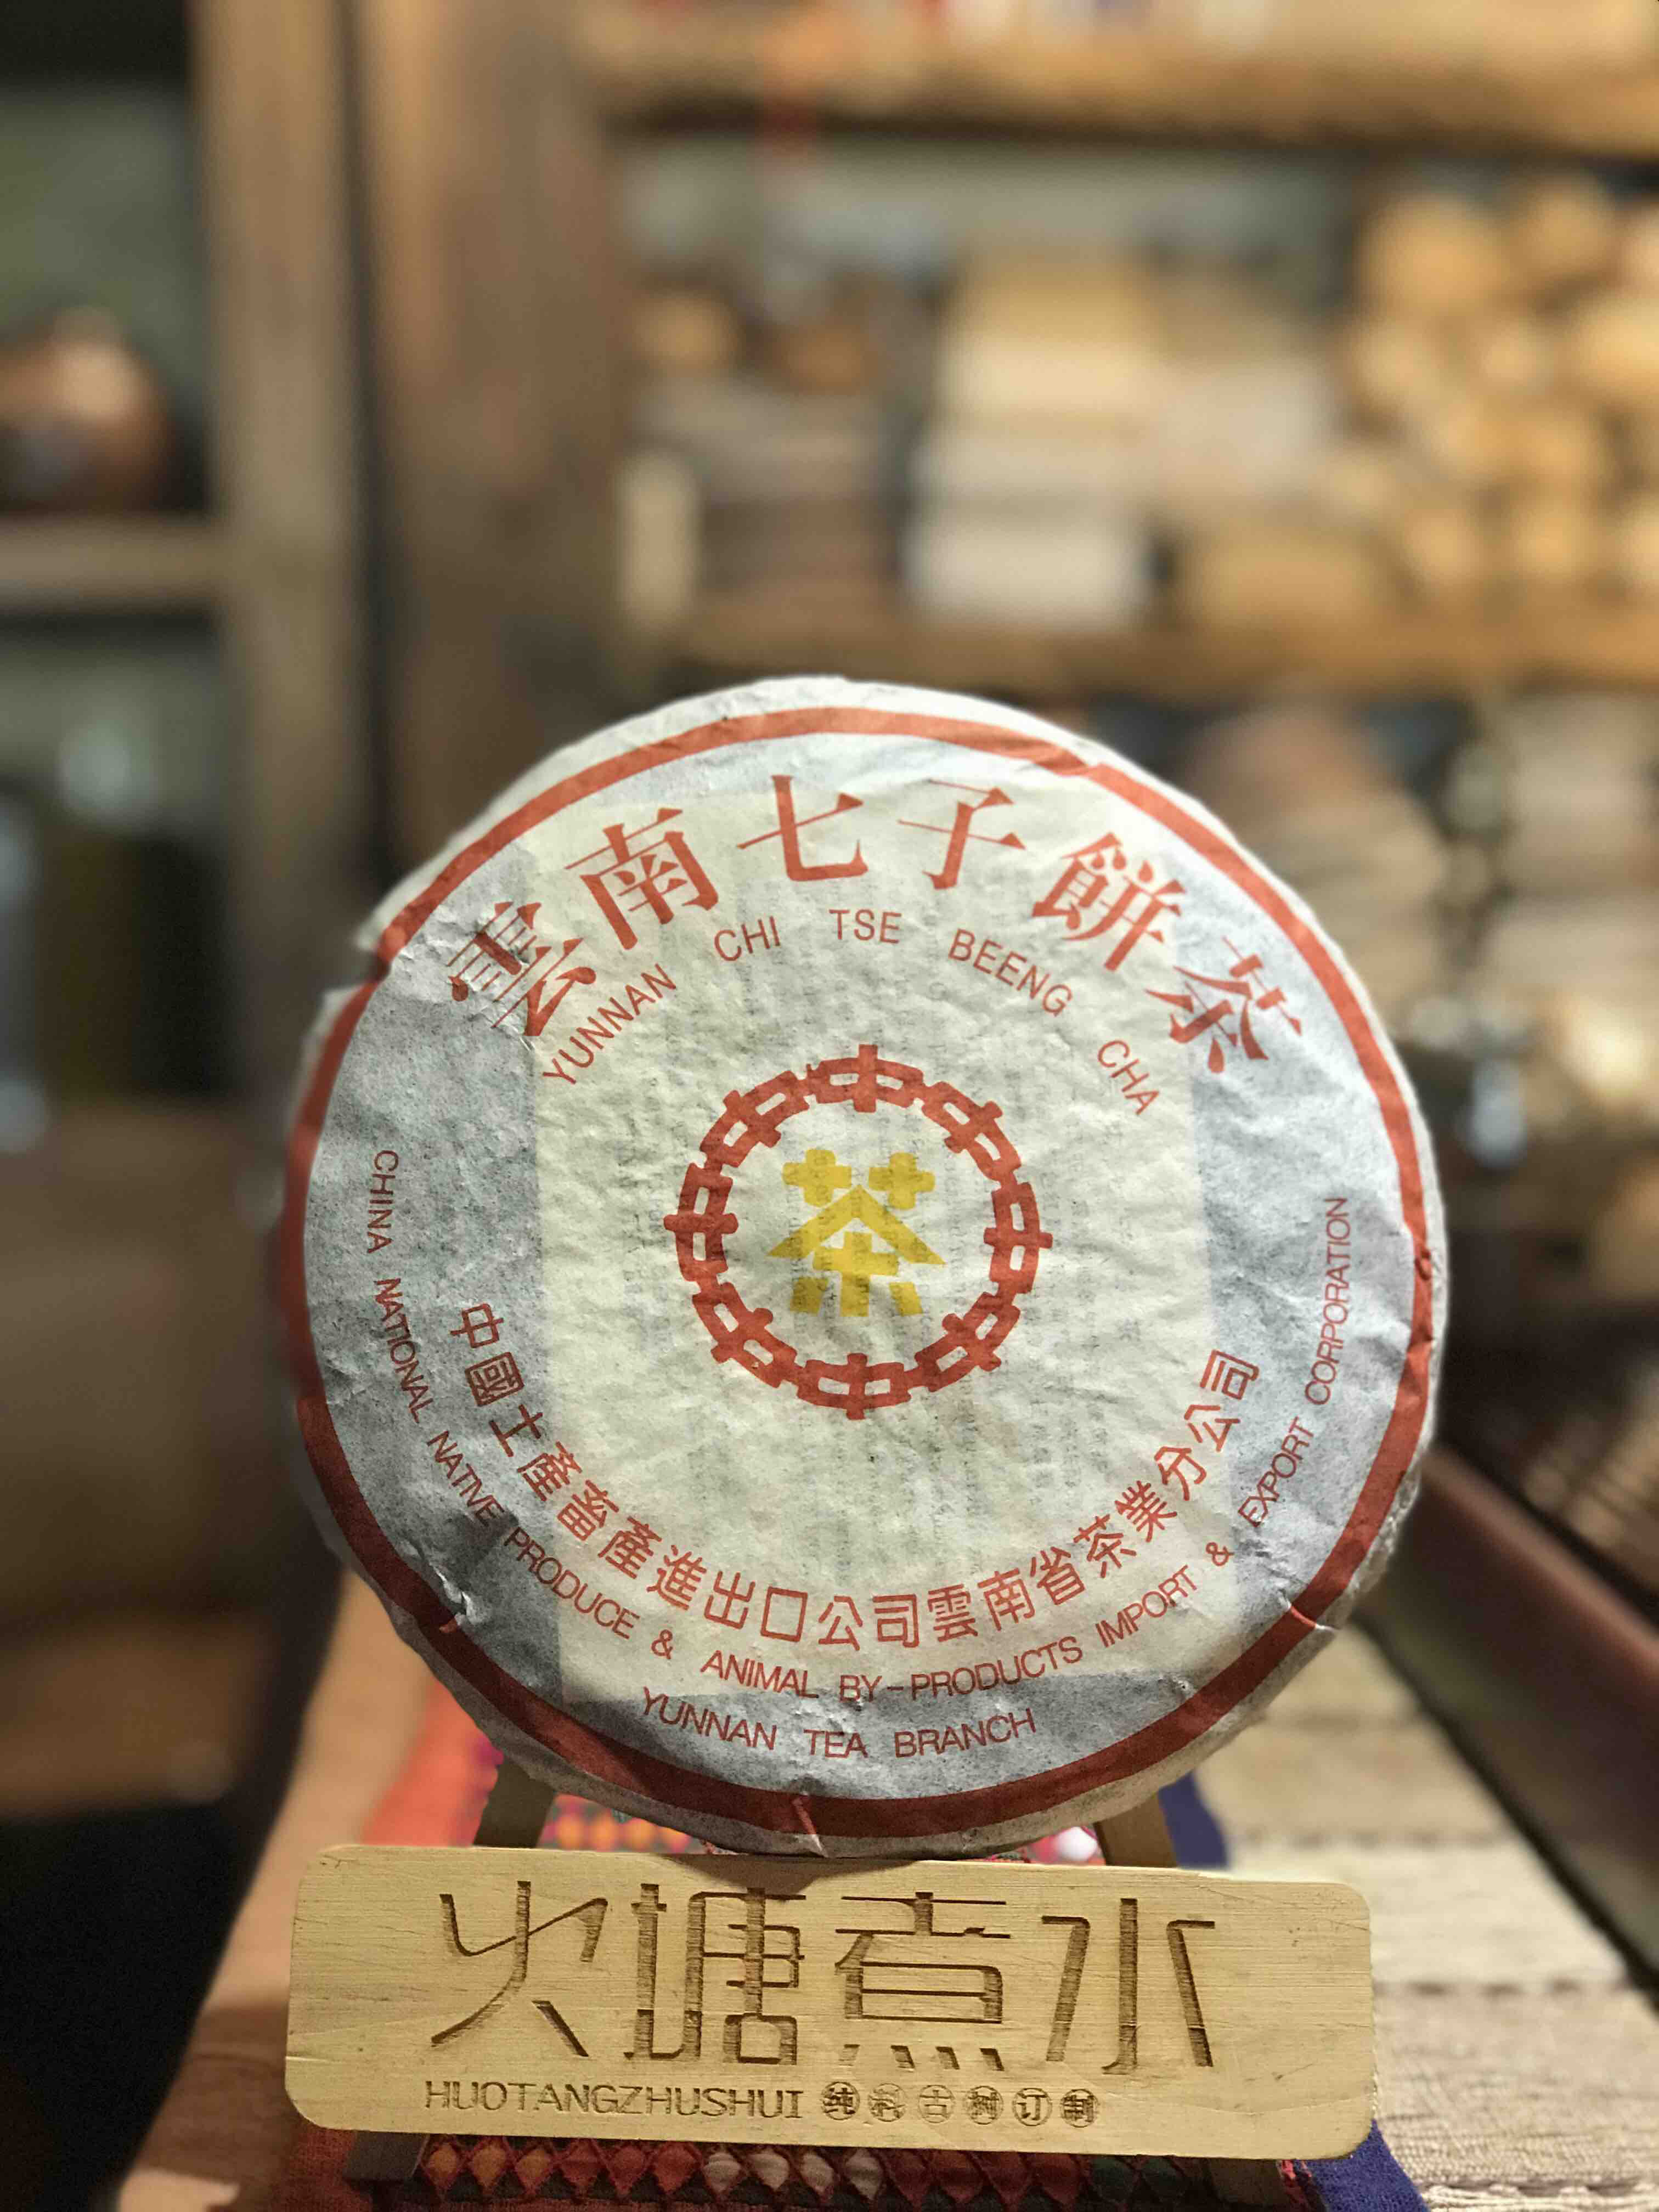 雲南七子餅茶
YUNNAN CHI TSE BEENG CHA
茶
中國土產畜產進出口公司雲南省茶業分公司
CHINA NATIONAL NATIVE PRODUCE & ANIMAL BY-PRODUCTS IMPORT & EXPORT CORPORATION
YUNNAN TEA BRANCH
火塘煮水
HUOTANGZHUSHUI 纯料古树订制